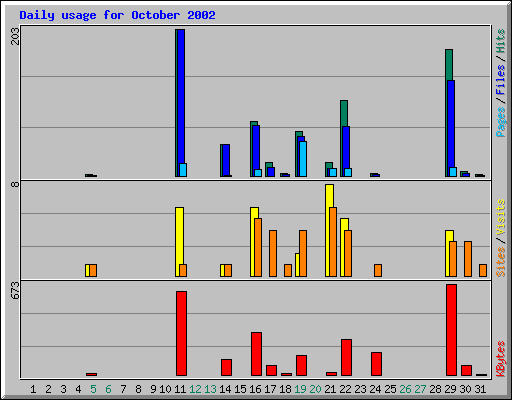 Daily usage for October 2002
203
8
673
Pages / Files / Hits
Sites / Visits
KBytes
1 2 3 4 5 6 7 8 9 10 11 12 13 14 15 16 17 18 19 20 21 22 23 24 25 26 27 28 29 30 31